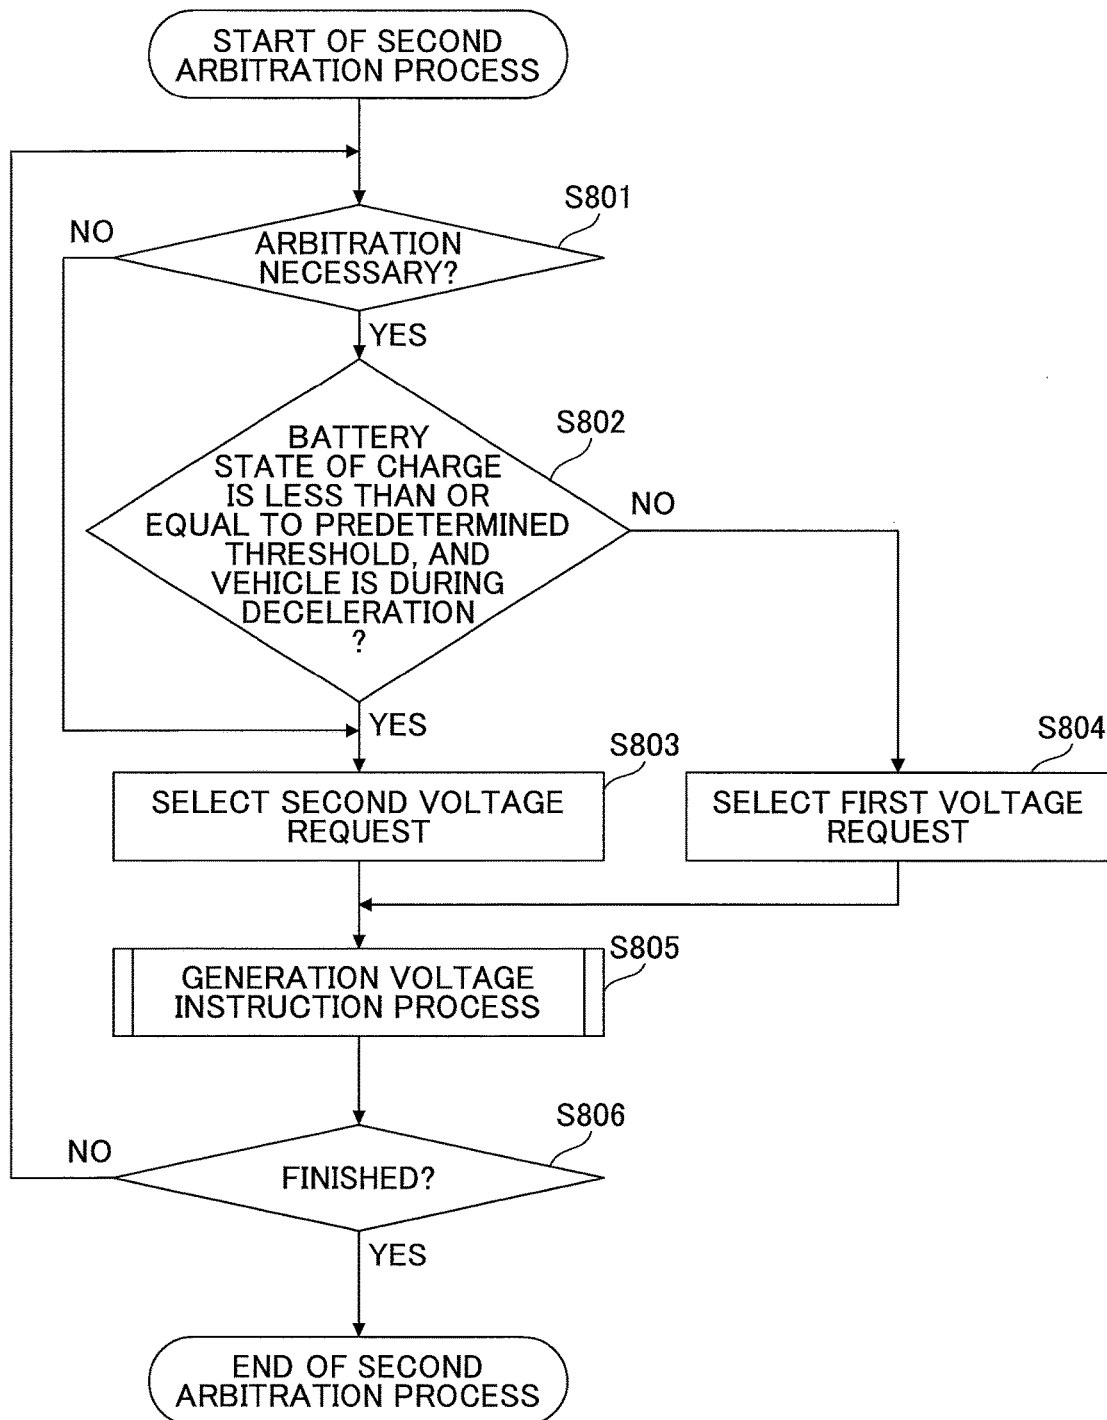 START OF SECOND
ARBITRATION PROCESS
S801
NO
ARBITRATION
NECESSARY?
YES
S802
BATTERY
STATE OF CHARGE
IS LESS THAN OR
EQUAL TO PREDETERMINED
THRESHOLD, AND
VEHICLE IS DURING
DECELERATION
?
NO
YES
S803
SELECT SECOND VOLTAGE
REQUEST
S804
SELECT FIRST VOLTAGE
REQUEST
S805
GENERATION VOLTAGE
INSTRUCTION PROCESS
S806
NO
FINISHED?
YES
END OF SECOND
ARBITRATION PROCESS